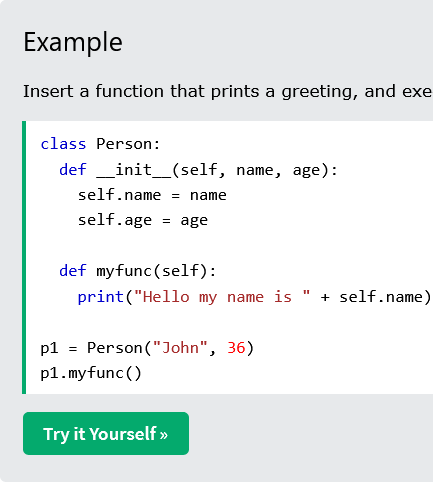 Example
Insert a function that prints a greeting, and exe
class Person:
  def __init__(self, name, age):
    self.name = name
    self.age = age

  def myfunc(self):
    print("Hello my name is " + self.name)

p1 = Person("John", 36)
p1.myfunc()
Try it Yourself »